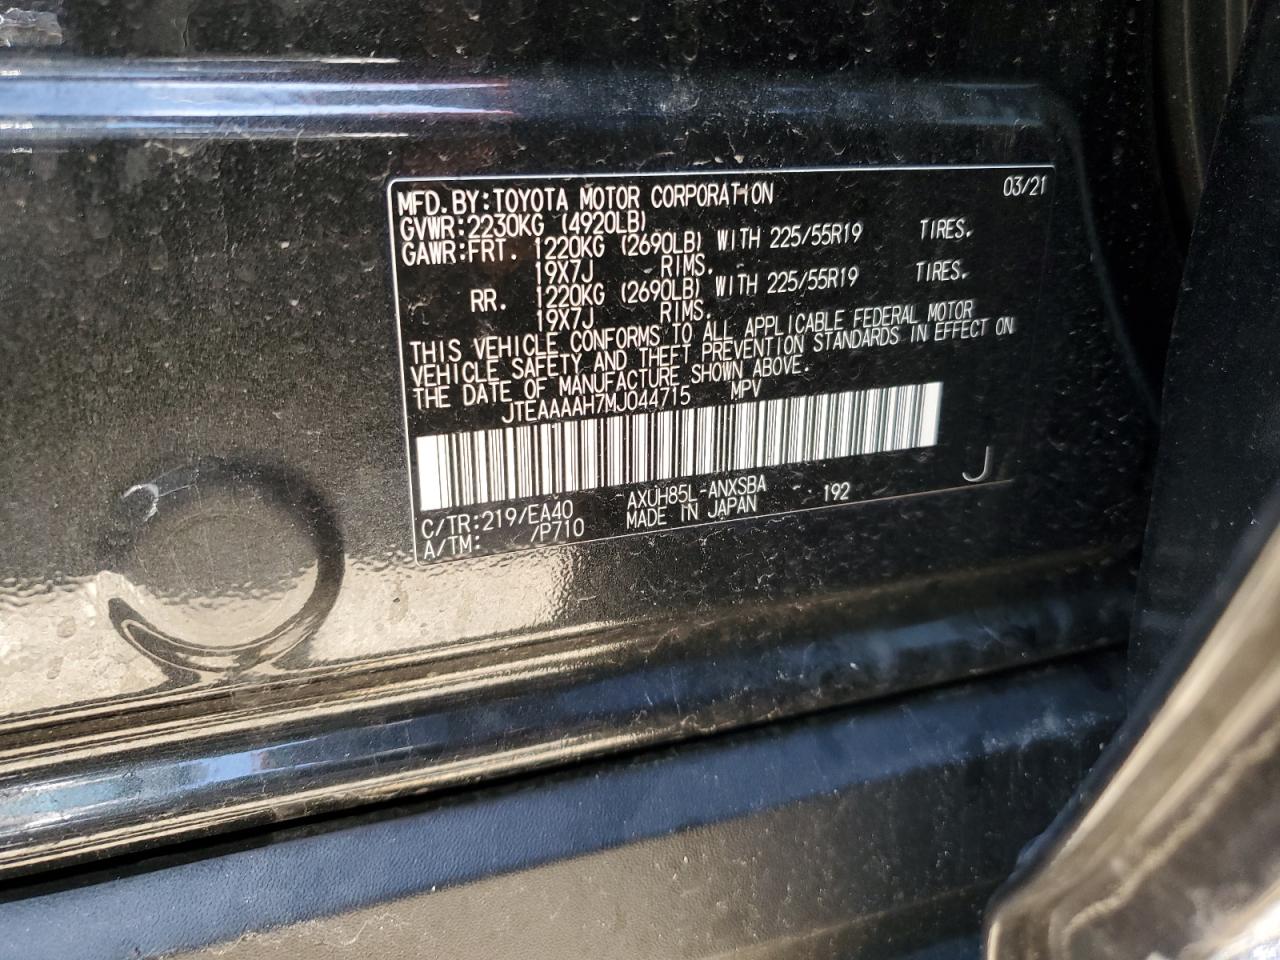 MFD. BY: TOYOTA MOTOR CORPORATION 03/21
GVWR: 2230KG (4920LB)
GAWR: FRT. 1220KG (2690LB) WITH 225/55R19 TIRES.
19X7J RIMS.
RR. 1220KG (2690LB) WITH 225/55R19 TIRES.
19X7J RIMS.
THIS VEHICLE CONFORMS TO ALL APPLICABLE FEDERAL MOTOR
VEHICLE SAFETY AND THEFT PREVENTION STANDARDS IN EFFECT ON
THE DATE OF MANUFACTURE SHOWN ABOVE.
JTEAAAAH7MJ044715 MPV
J
C/TR: 219/EA40 AXUH85L-ANXSBA 192
A/TM: /P710 MADE IN JAPAN